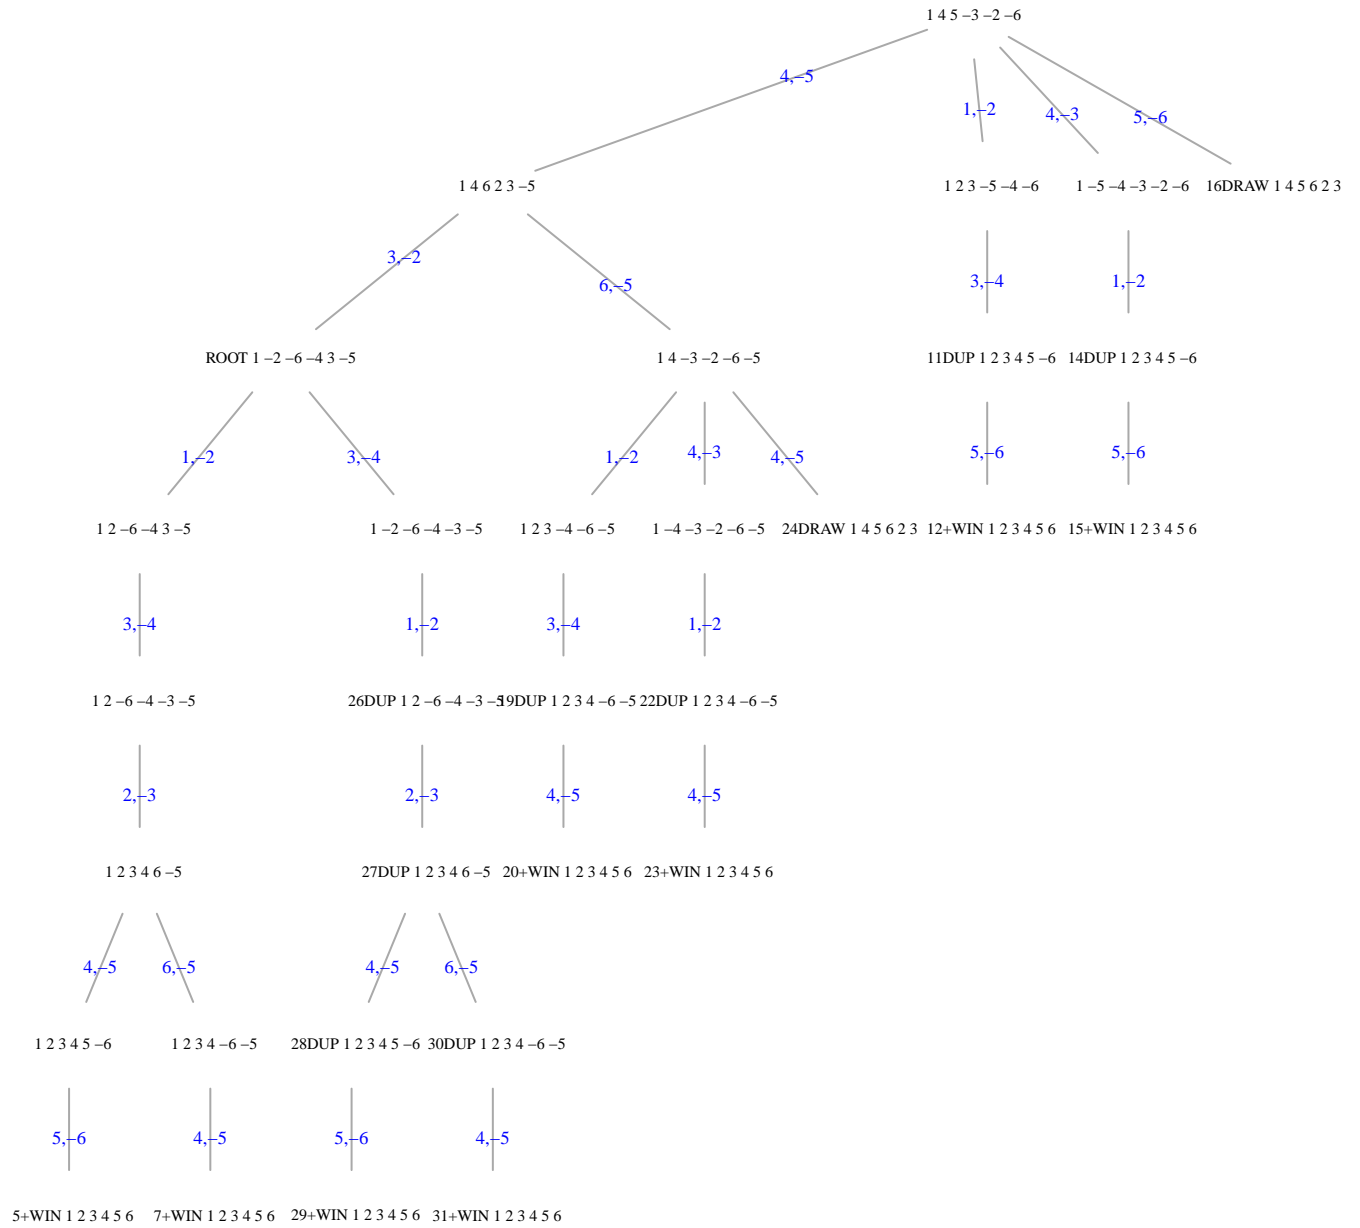 1 4 5 –3 –2 –6
4,–5
1,–2
4,–3
5,–6
1 4 6 2 3 –5
1 2 3 –5 –4 –6
1 –5 –4 –3 –2 –6
16DRAW 1 4 5 6 2 3
3,–2
6,–5
3,–4
1,–2
ROOT 1 –2 –6 –4 3 –5
1 4 –3 –2 –6 –5
11DUP 1 2 3 4 5 –6
14DUP 1 2 3 4 5 –6
1,–2
3,–4
1,–2
4,–3
4,–5
5,–6
5,–6
1 2 –6 –4 3 –5
1 –2 –6 –4 –3 –5
1 2 3 –4 –6 –5
1 –4 –3 –2 –6 –5
24DRAW 1 4 5 6 2 3
12+WIN 1 2 3 4 5 6
15+WIN 1 2 3 4 5 6
3,–4
1,–2
3,–4
1,–2
1 2 –6 –4 –3 –5
26DUP 1 2 –6 –4 –3 –5
19DUP 1 2 3 4 –6 –5
22DUP 1 2 3 4 –6 –5
2,–3
2,–3
4,–5
4,–5
1 2 3 4 6 –5
27DUP 1 2 3 4 6 –5
20+WIN 1 2 3 4 5 6
23+WIN 1 2 3 4 5 6
4,–5
6,–5
4,–5
6,–5
1 2 3 4 5 –6
1 2 3 4 –6 –5
28DUP 1 2 3 4 5 –6
30DUP 1 2 3 4 –6 –5
5,–6
4,–5
5,–6
4,–5
5+WIN 1 2 3 4 5 6
7+WIN 1 2 3 4 5 6
29+WIN 1 2 3 4 5 6
31+WIN 1 2 3 4 5 6